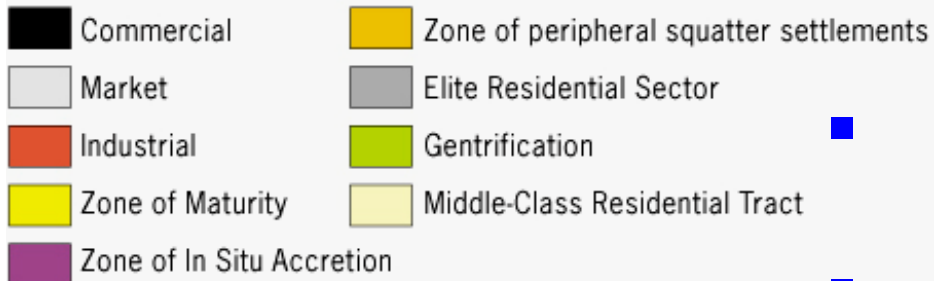 Commercial
Zone of peripheral squatter settlements
Market
Elite Residential Sector
Industrial
Gentrification
Zone of Maturity
Middle-Class Residential Tract
Zone of In Situ Accretion